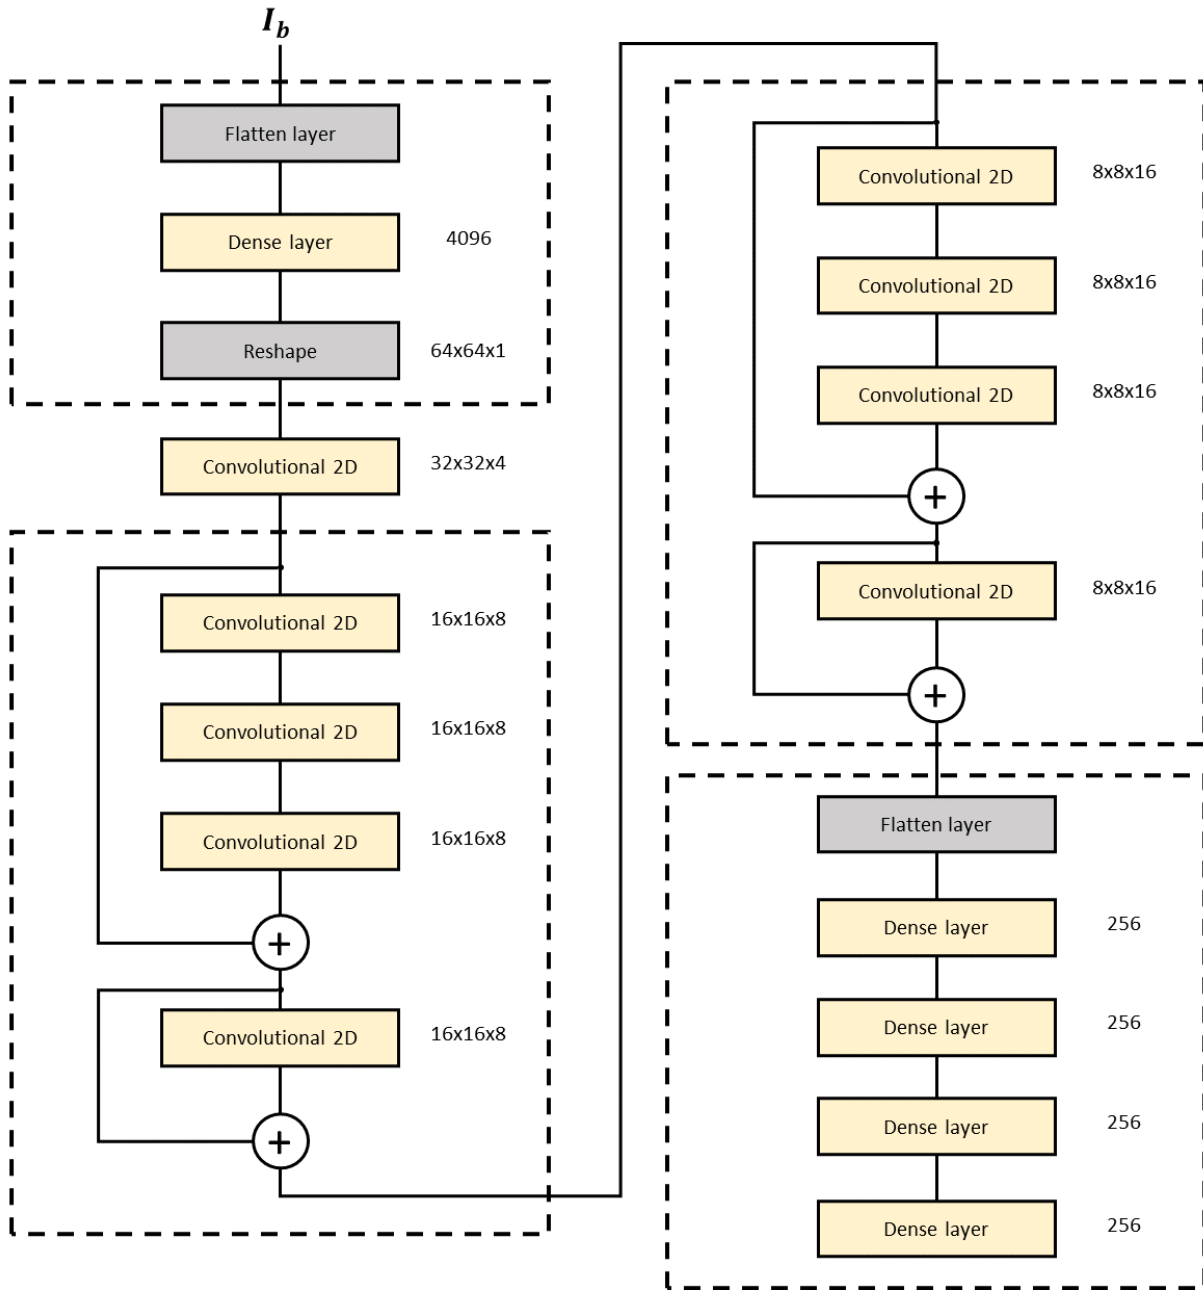 I_b
Flatten layer
Dense layer 4096
Reshape 64x64x1
Convolutional 2D 32x32x4
Convolutional 2D 16x16x8
Convolutional 2D 16x16x8
Convolutional 2D 16x16x8
+
Convolutional 2D 16x16x8
+
Convolutional 2D 8x8x16
Convolutional 2D 8x8x16
Convolutional 2D 8x8x16
+
Convolutional 2D 8x8x16
+
Flatten layer
Dense layer 256
Dense layer 256
Dense layer 256
Dense layer 256